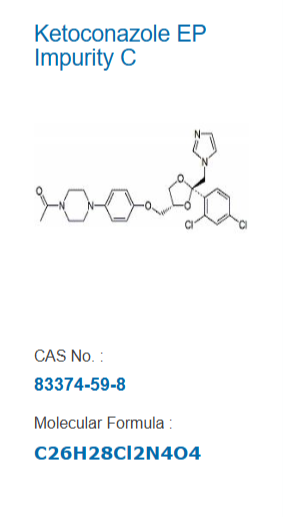 Ketoconazole EP
Impurity C
N
N
O
O
O
N
N
O
Cl
Cl
CAS No. :
83374-59-8
Molecular Formula :
C26H28Cl2N4O4